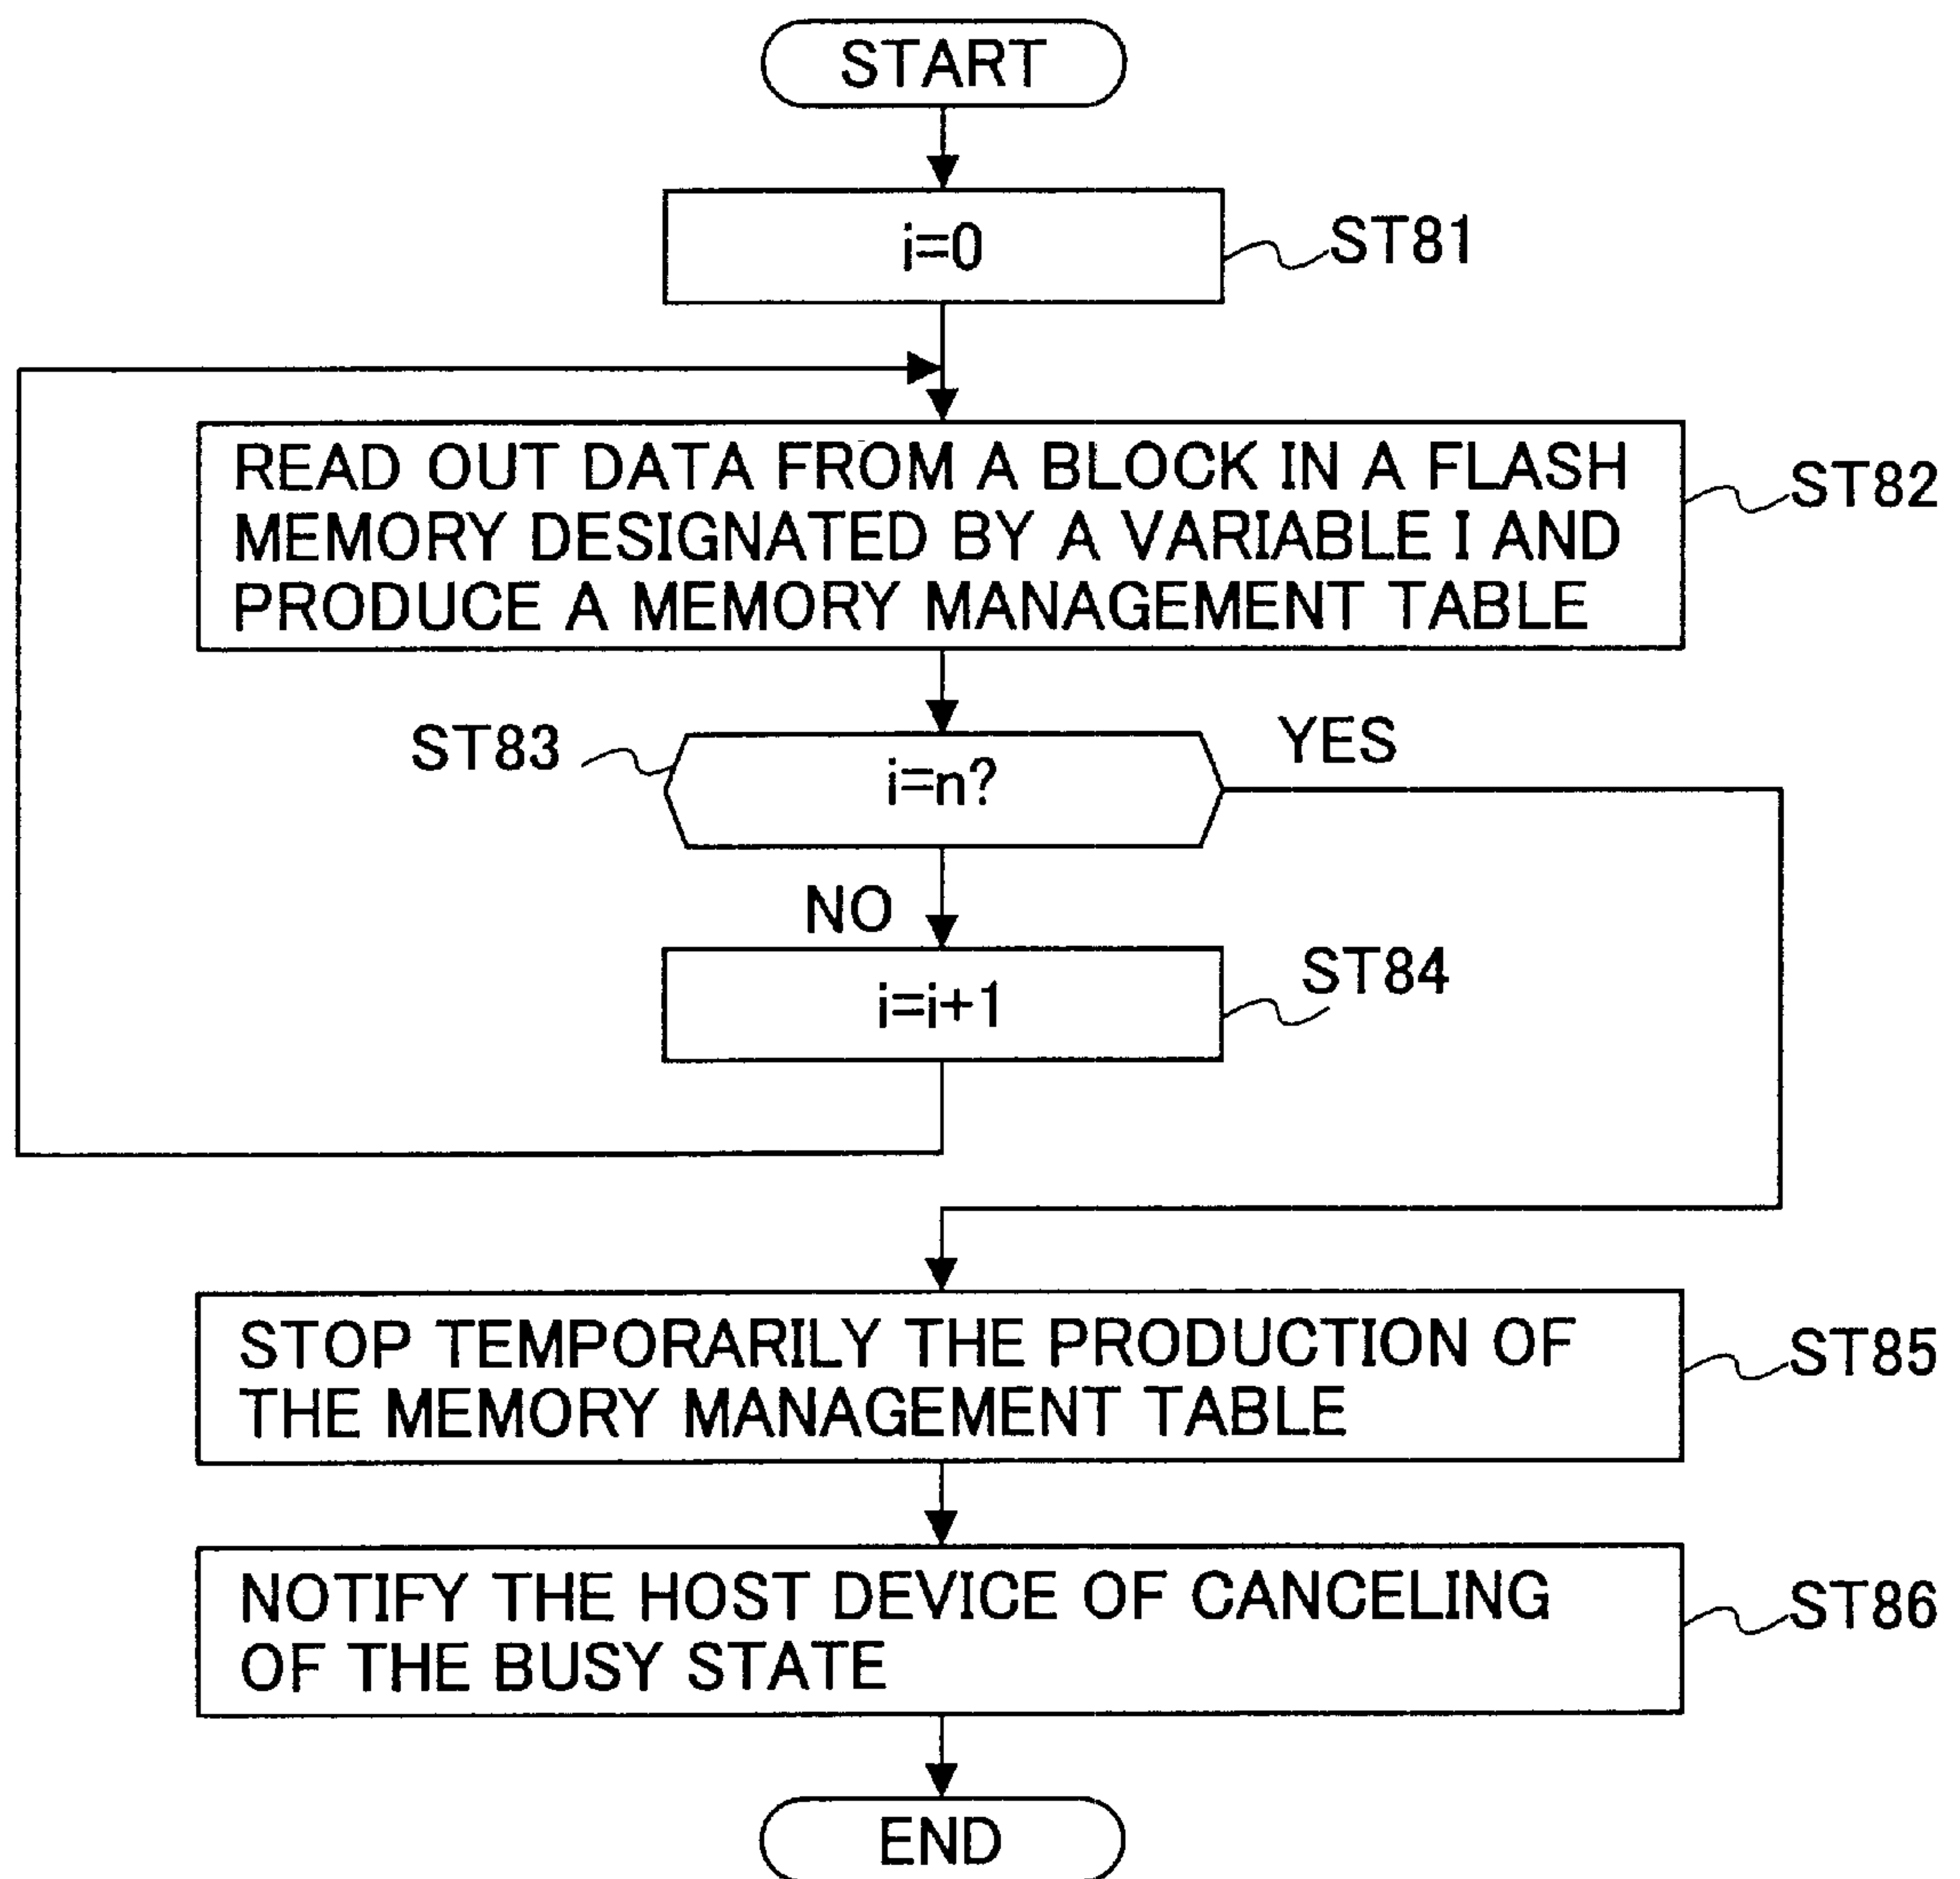 START
i=0
ST81
READ OUT DATA FROM A BLOCK IN A FLASH
MEMORY DESIGNATED BY A VARIABLE I AND
PRODUCE A MEMORY MANAGEMENT TABLE
ST82
ST83
i=n?
YES
NO
i=i+1
ST84
STOP TEMPORARILY THE PRODUCTION OF
THE MEMORY MANAGEMENT TABLE
ST85
NOTIFY THE HOST DEVICE OF CANCELING
OF THE BUSY STATE
ST86
END